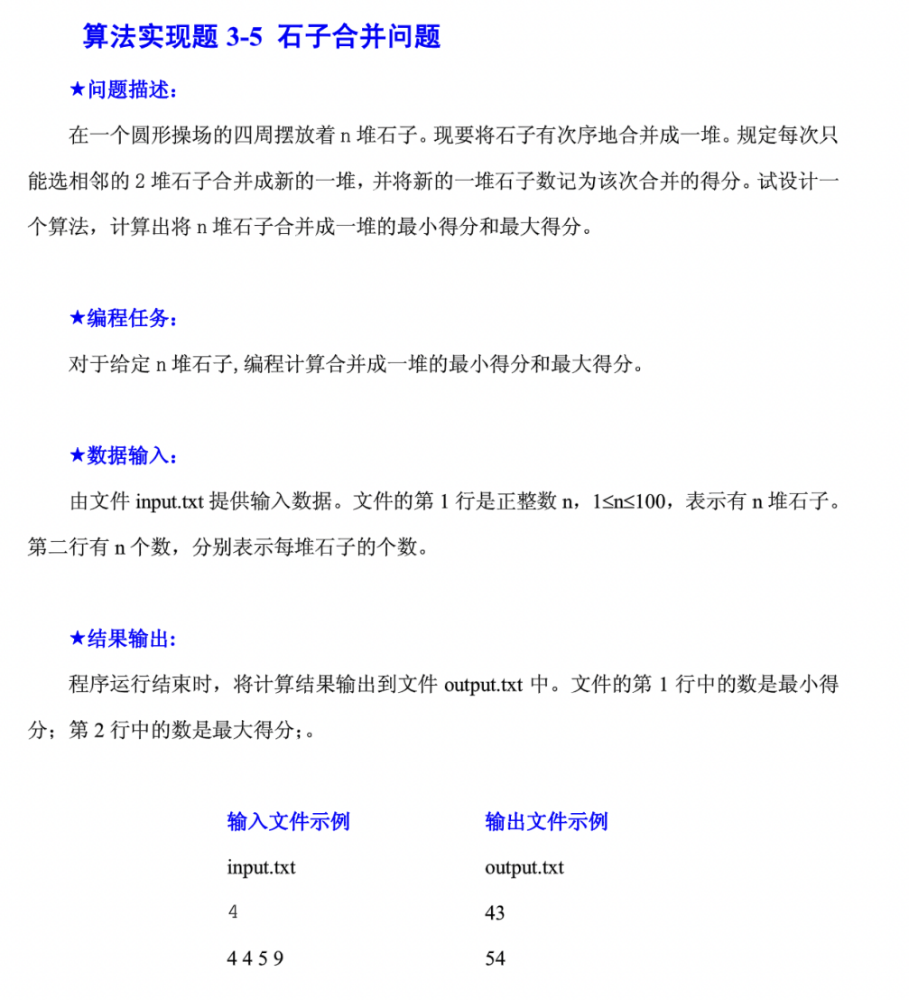 算法实现题 3-5 石子合并问题
★问题描述：
在一个圆形操场的四周摆放着 n 堆石子。现要将石子有次序地合并成一堆。规定每次只
能选相邻的 2 堆石子合并成新的一堆，并将新的一堆石子数记为该次合并的得分。试设计一
个算法，计算出将 n 堆石子合并成一堆的最小得分和最大得分。
★编程任务：
对于给定 n 堆石子,编程计算合并成一堆的最小得分和最大得分。
★数据输入：
由文件 input.txt 提供输入数据。文件的第 1 行是正整数 n，1≤n≤100，表示有 n 堆石子。
第二行有 n 个数，分别表示每堆石子的个数。
★结果输出:
程序运行结束时，将计算结果输出到文件 output.txt 中。文件的第 1 行中的数是最小得
分；第 2 行中的数是最大得分;。
输入文件示例 输出文件示例
input.txt output.txt
4 43
4 4 5 9 54